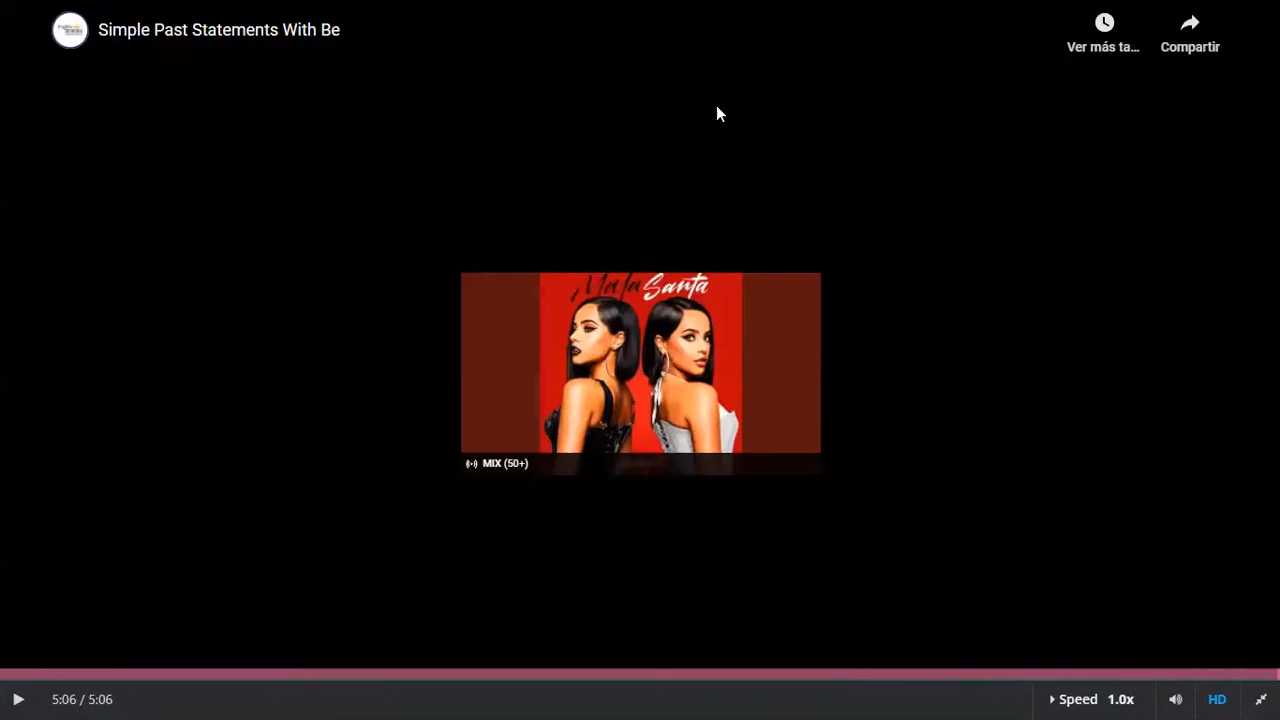 Simple Past Statements With Be
Ver más ta...
Compartir
Mala Santa
MIX (50+)
5:06 / 5:06
Speed 1.0x
HD